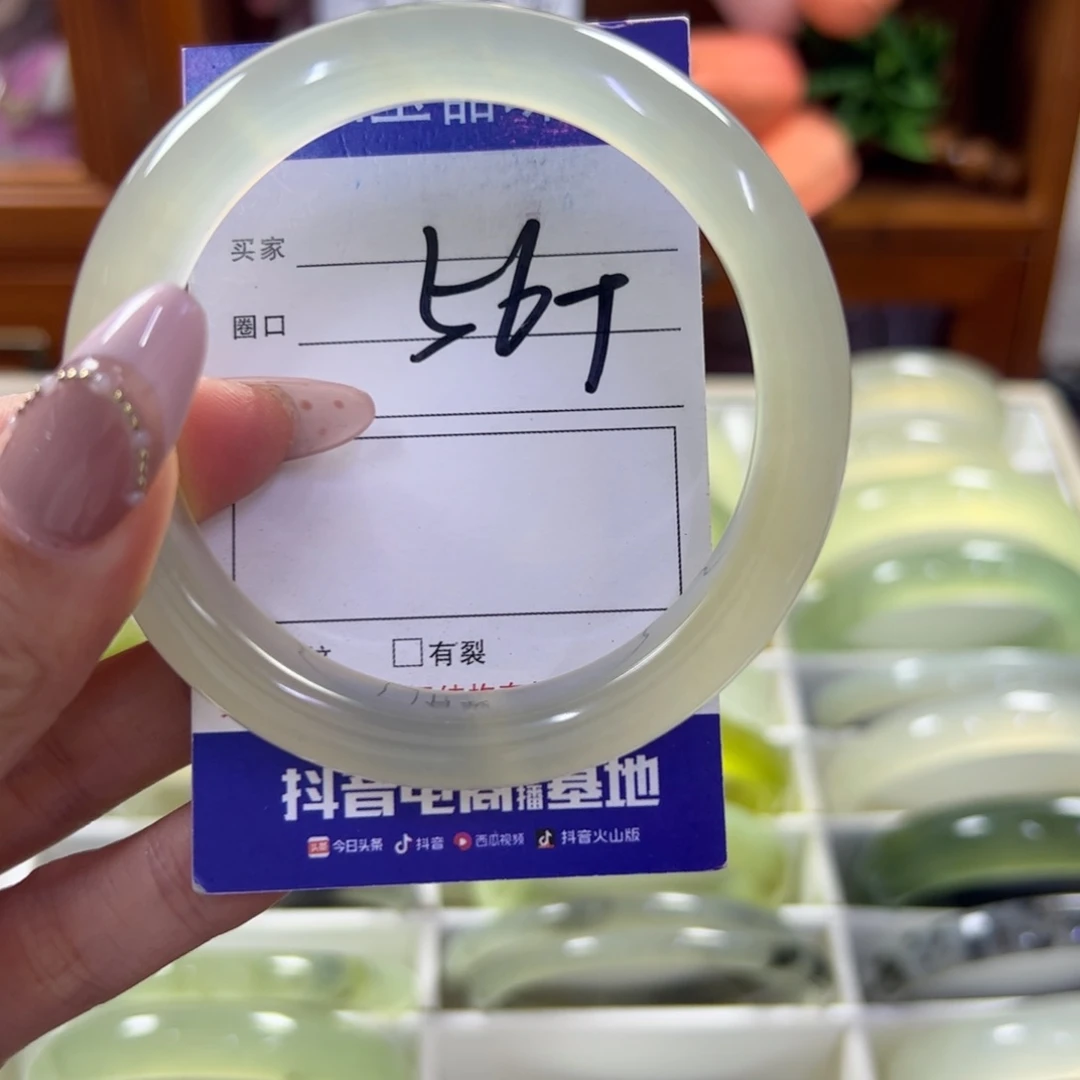 买家
圈口
56+
有裂
抖音电商直播基地
今日头条 抖音 西瓜视频 抖音火山版